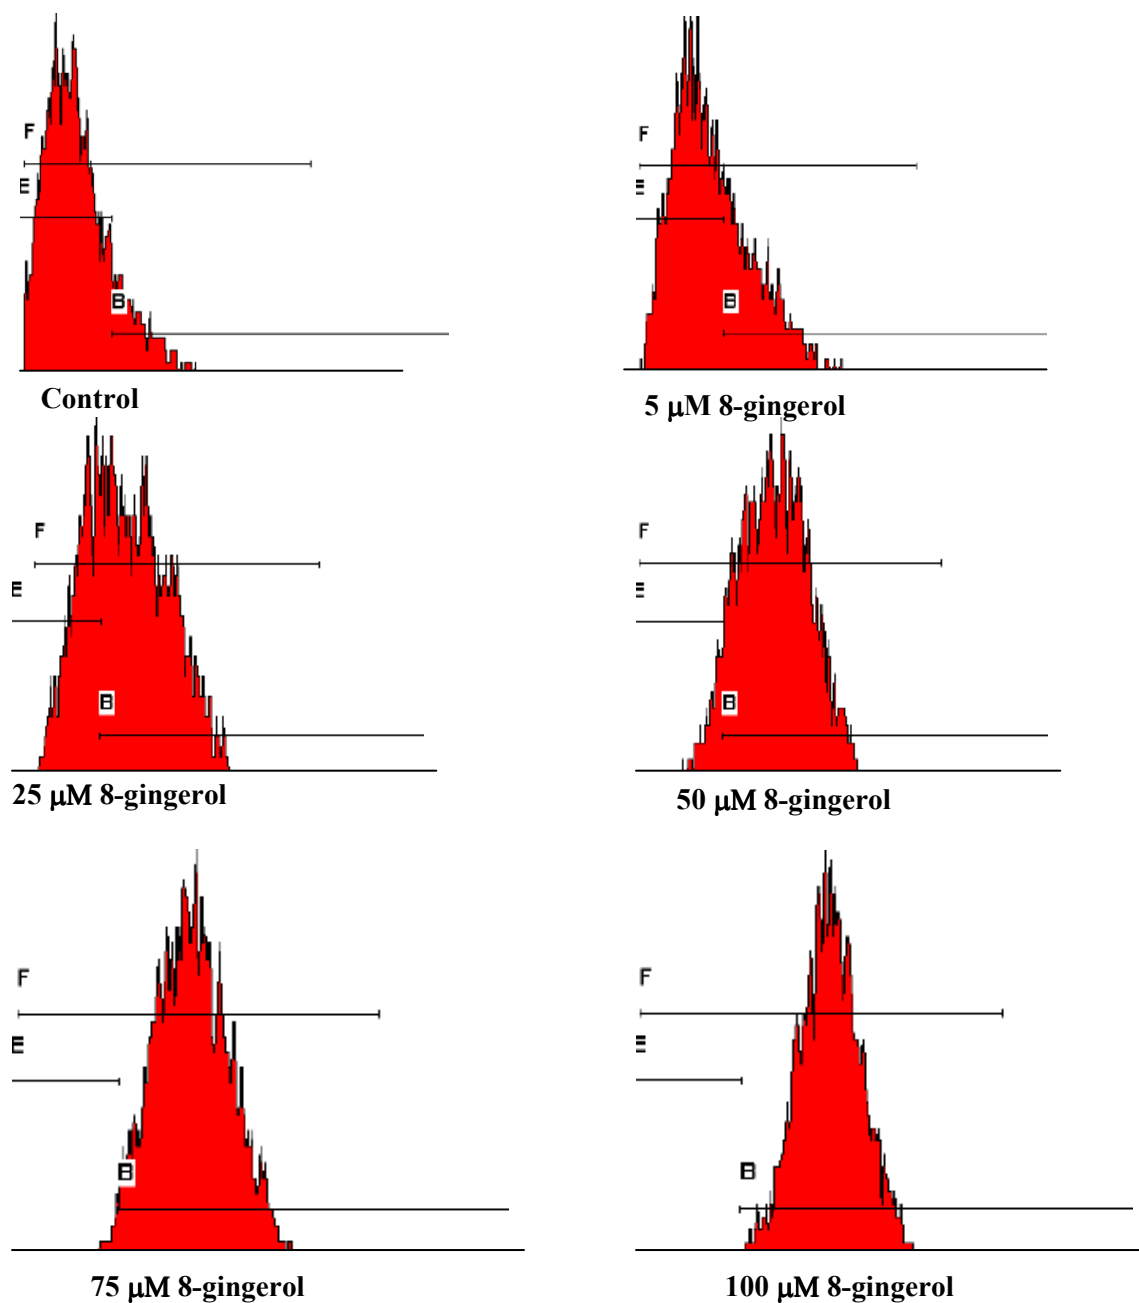 F
E
B
Control
F
E
B
5 μM 8-gingerol
F
E
B
25 μM 8-gingerol
F
E
B
50 μM 8-gingerol
F
E
B
75 μM 8-gingerol
F
E
B
100 μM 8-gingerol